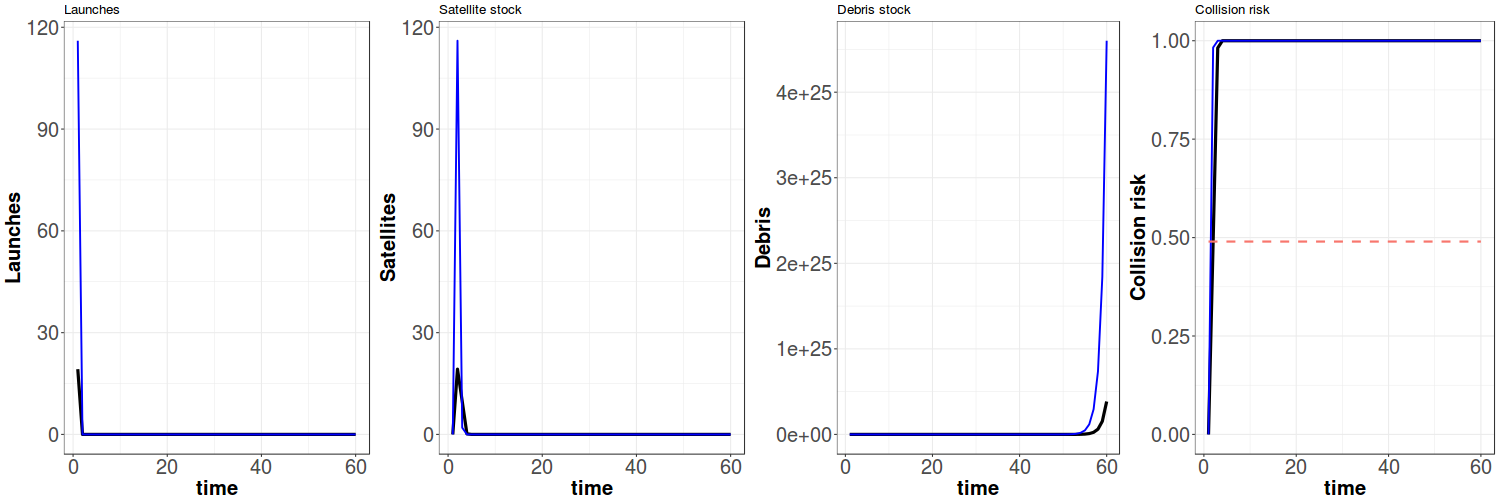 Launches
Launches
120
90
60
30
0
0 20 40 60
time
Satellite stock
Satellites
120
90
60
30
0
0 20 40 60
time
Debris stock
Debris
4e+25
3e+25
2e+25
1e+25
0e+00
0 20 40 60
time
Collision risk
Collision risk
1.00
0.75
0.50
0.25
0.00
0 20 40 60
time